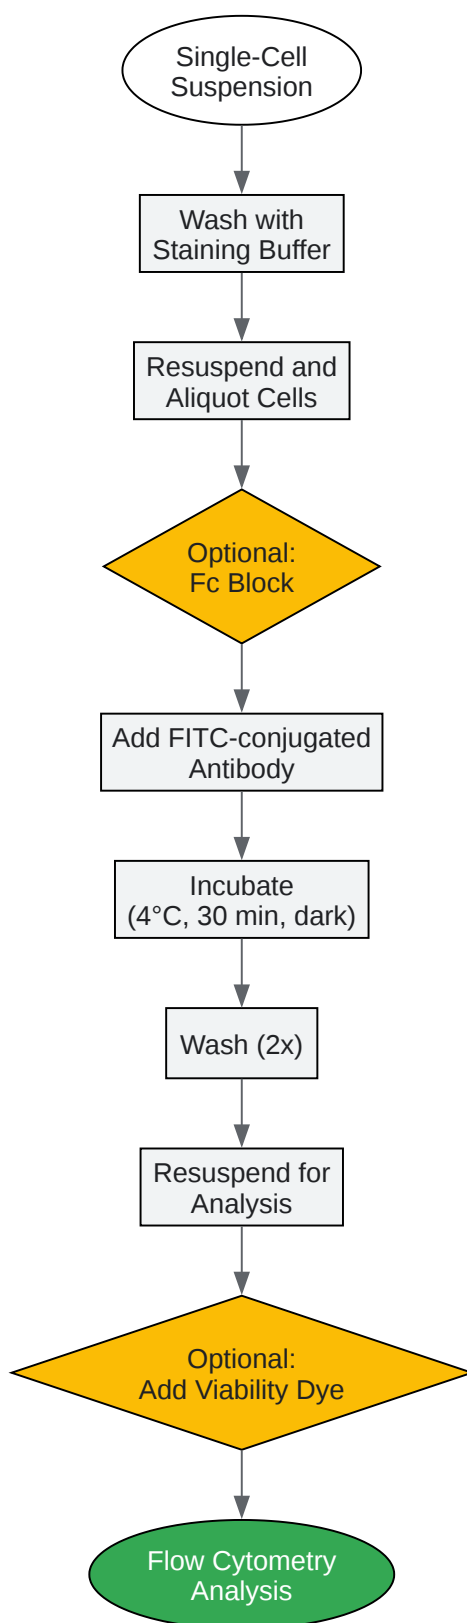 Single-Cell
Suspension
Wash with
Staining Buffer
Resuspend and
Aliquot Cells
Optional:
Fc Block
Add FITC-conjugated
Antibody
Incubate
(4°C, 30 min, dark)
Wash (2x)
Resuspend for
Analysis
Optional:
Add Viability Dye
Flow Cytometry
Analysis